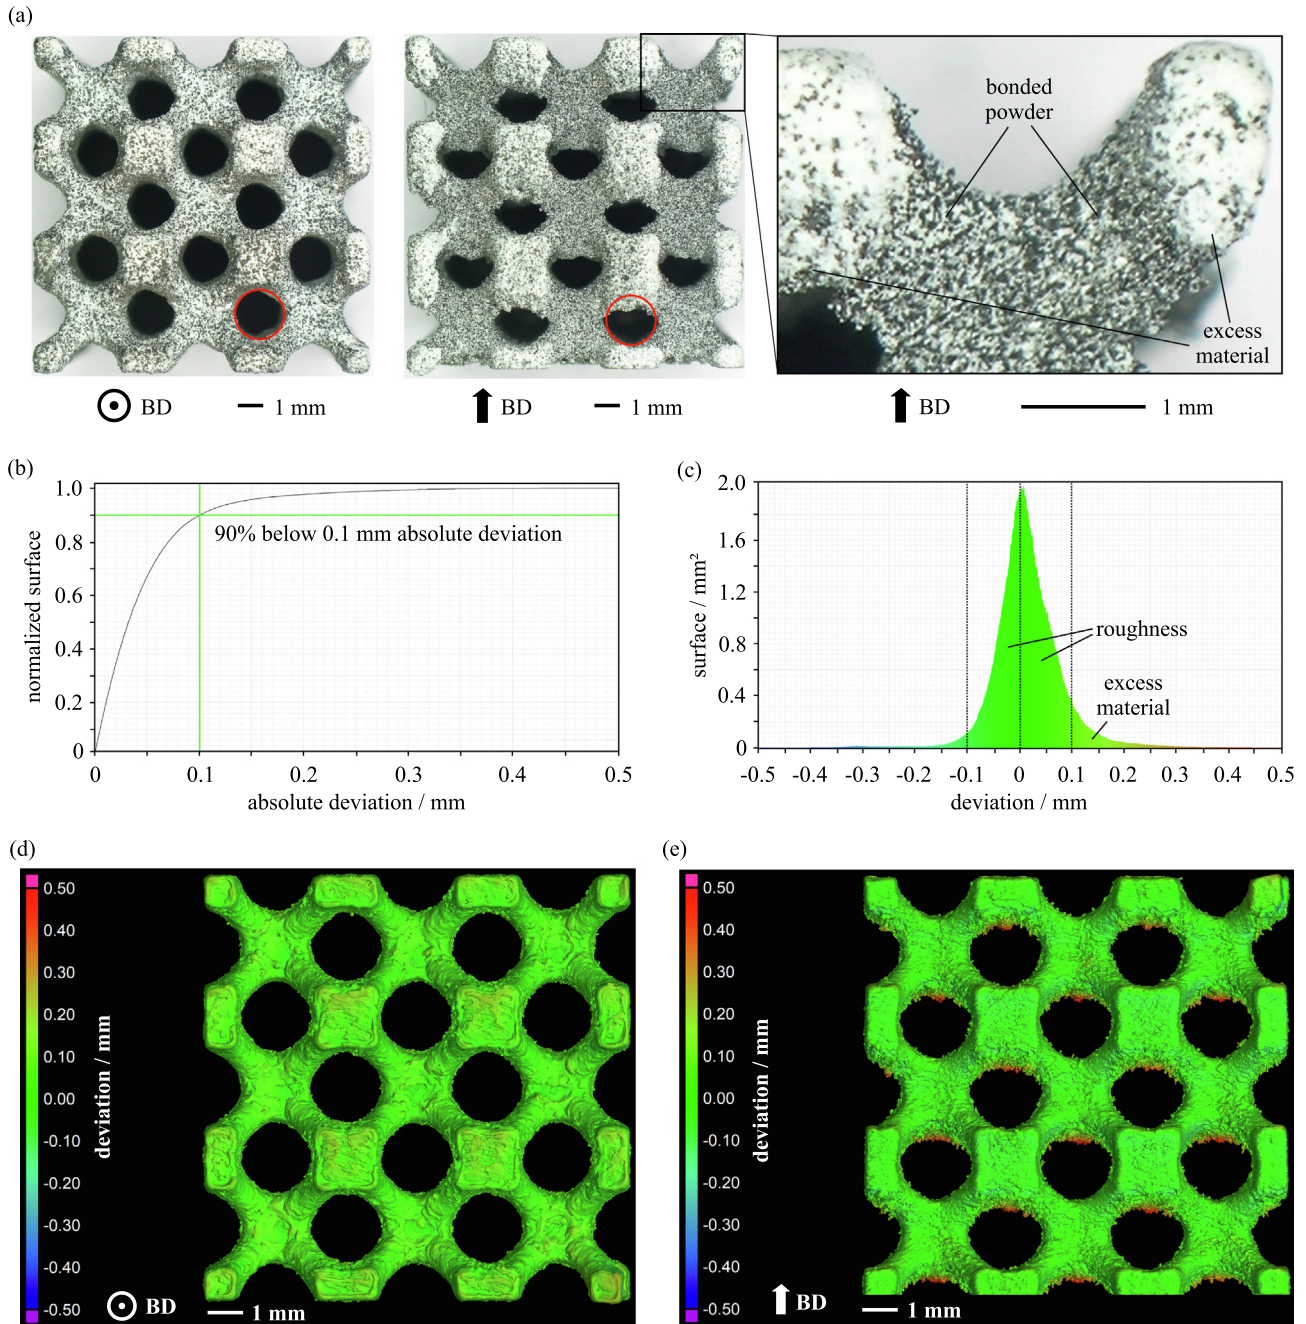 (a)
bonded
powder
excess
material
BD
1 mm
BD
1 mm
BD
1 mm
(b)
1.0
0.8
0.6
0.4
0.2
0
normalized surface
90% below 0.1 mm absolute deviation
0
0.1
0.2
0.3
0.4
0.5
absolute deviation / mm
(c)
2.0
1.6
1.2
0.8
0.4
0
surface / mm²
roughness
excess
material
-0.5
-0.4
-0.3
-0.2
-0.1
0
0.1
0.2
0.3
0.4
0.5
deviation / mm
(d)
0.50
0.40
0.30
0.20
0.10
0.00
-0.10
-0.20
-0.30
-0.40
-0.50
deviation / mm
BD
1 mm
(e)
0.50
0.40
0.30
0.20
0.10
0.00
-0.10
-0.20
-0.30
-0.40
-0.50
deviation / mm
BD
1 mm